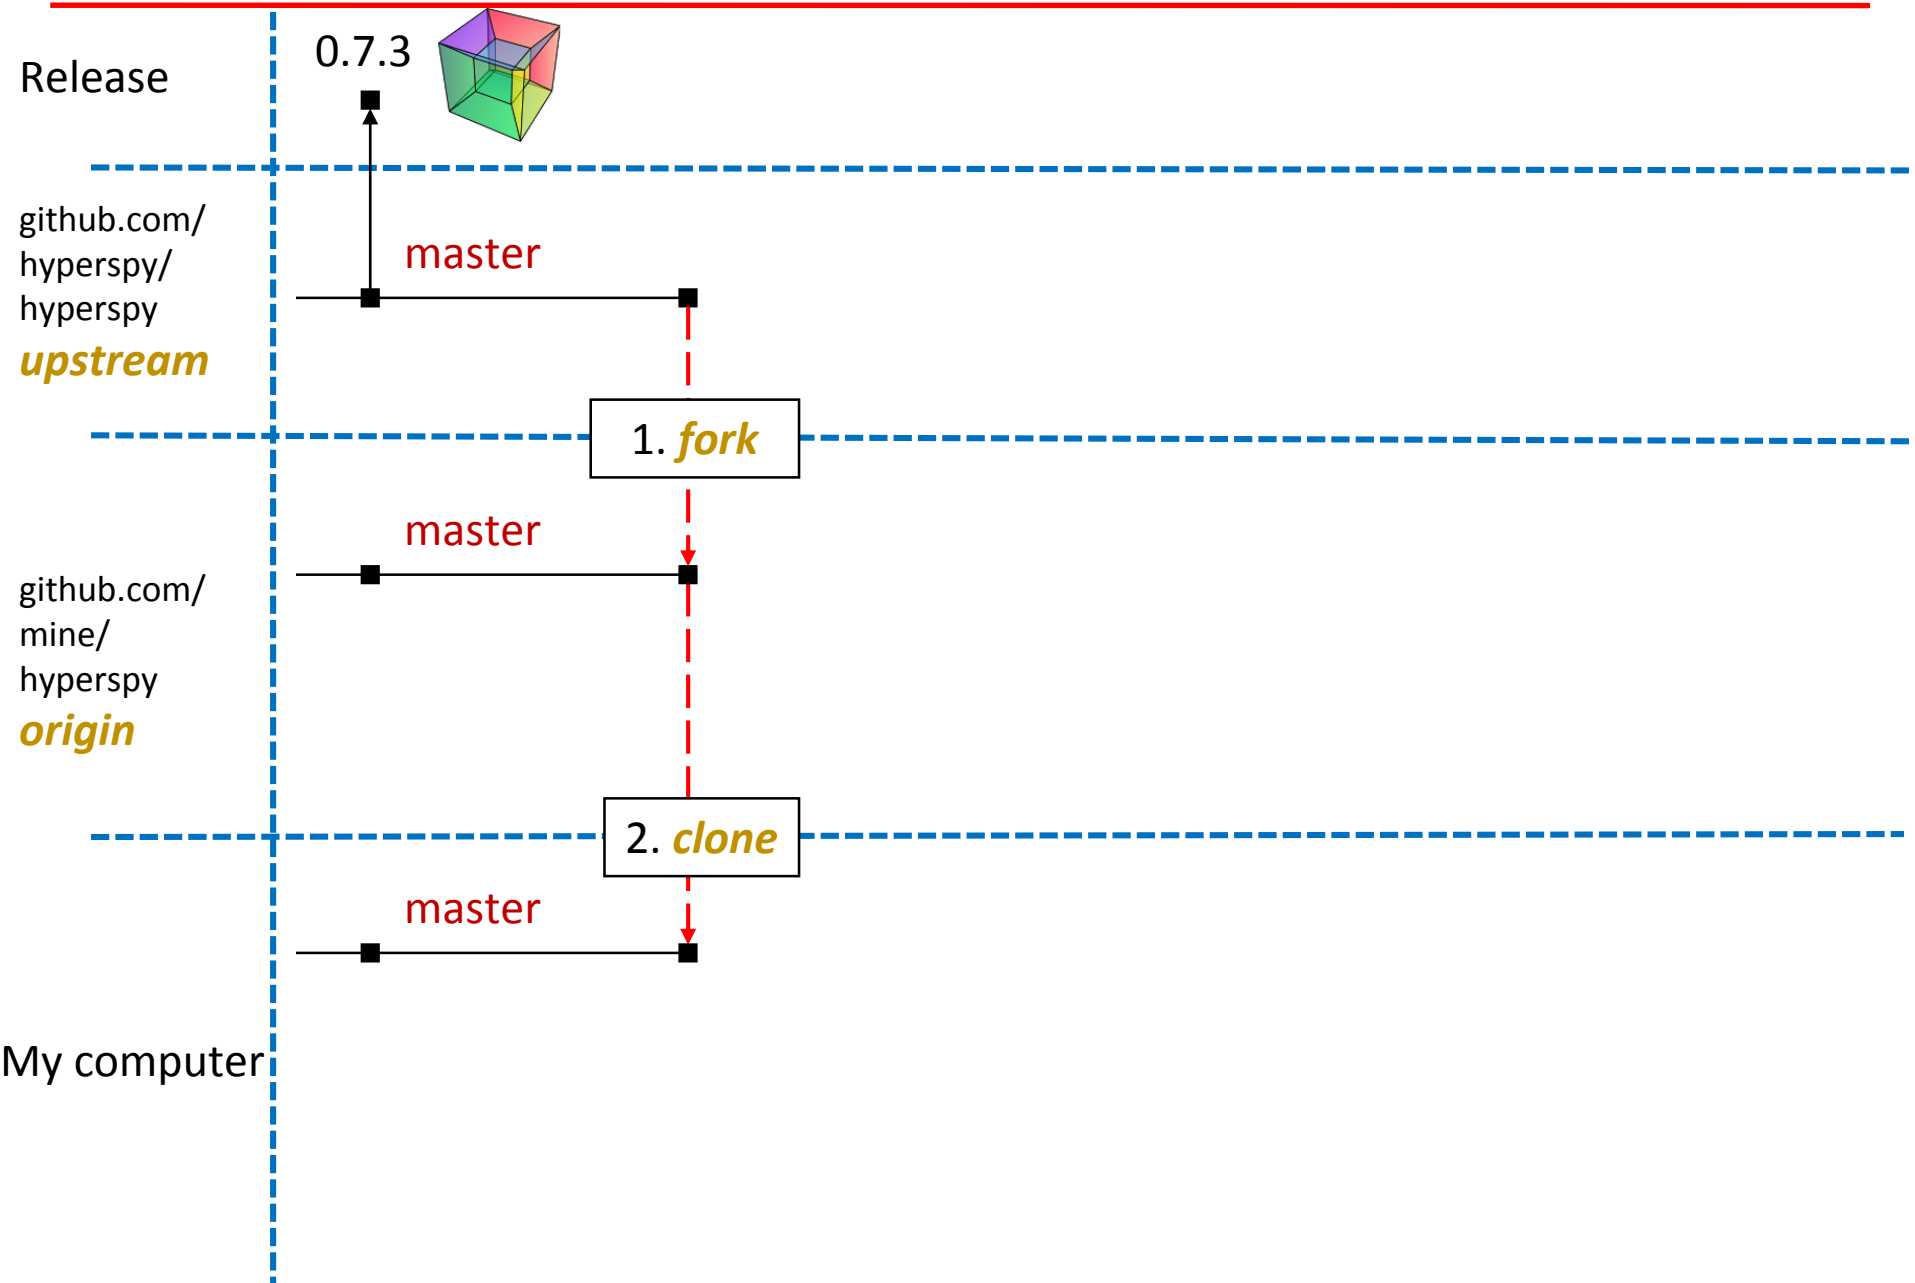 Release
0.7.3
github.com/
hyperspy/
hyperspy
upstream
master
1. fork
master
github.com/
mine/
hyperspy
origin
2. clone
master
My computer